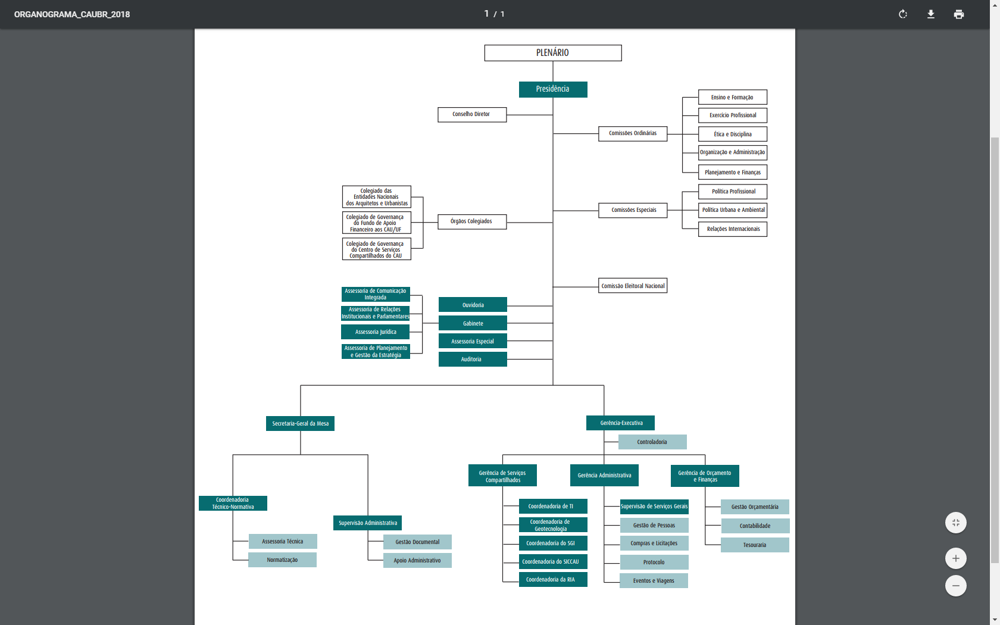 ORGANOGRAMA_CAUBR_2018
1 / 1
PLENÁRIO
Presidência
Conselho Diretor
Comissões Ordinárias
Ensino e Formação
Exercício Profissional
Ética e Disciplina
Organização e Administração
Planejamento e Finanças
Colegiado das
Entidades Nacionais
dos Arquitetos e Urbanistas
Colegiado de Governança
do Fundo de Apoio
Financeiro aos CAU/UF
Colegiado de Governança
do Centro de Serviços
Compartilhados do CAU
Órgãos Colegiados
Comissões Especiais
Política Profissional
Política Urbana e Ambiental
Relações Internacionais
Comissão Eleitoral Nacional
Assessoria de Comunicação
Integrada
Assessoria de Relações
Institucionais e Parlamentares
Assessoria Jurídica
Assessoria de Planejamento
e Gestão da Estratégia
Ouvidoria
Gabinete
Assessoria Especial
Auditoria
Secretaria-Geral da Mesa
Gerência-Executiva
Controladoria
Gerência de Serviços
Compartilhados
Gerência Administrativa
Gerência de Orçamento
e Finanças
Coordenadoria
Técnico-Normativa
Assessoria Técnica
Normatização
Supervisão Administrativa
Gestão Documental
Apoio Administrativo
Coordenadoria de TI
Coordenadoria de
Geotecnologia
Coordenadoria do SGI
Coordenadoria do SICCAU
Coordenadoria da RIA
Supervisão de Serviços Gerais
Gestão de Pessoas
Compras e Licitações
Protocolo
Eventos e Viagens
Gestão Orçamentária
Contabilidade
Tesouraria